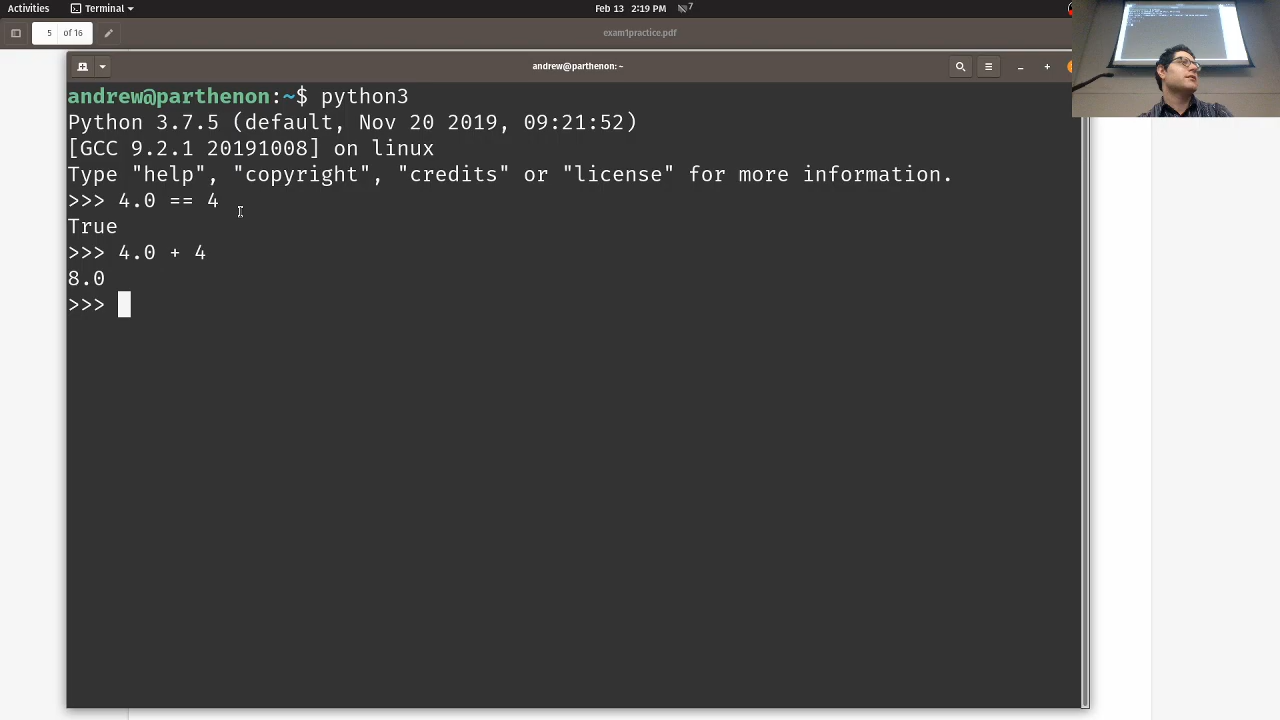 Activities Terminal Feb 13 2:19 PM 7
5 of 16 exam1practice.pdf
andrew@parthenon: ~
andrew@parthenon:~$ python3
Python 3.7.5 (default, Nov 20 2019, 09:21:52)
[GCC 9.2.1 20191008] on linux
Type "help", "copyright", "credits" or "license" for more information.
>>> 4.0 == 4
True
>>> 4.0 + 4
8.0
>>>